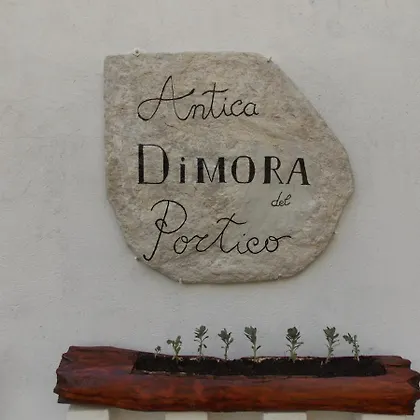 Antica
DiMORA
del
Portico